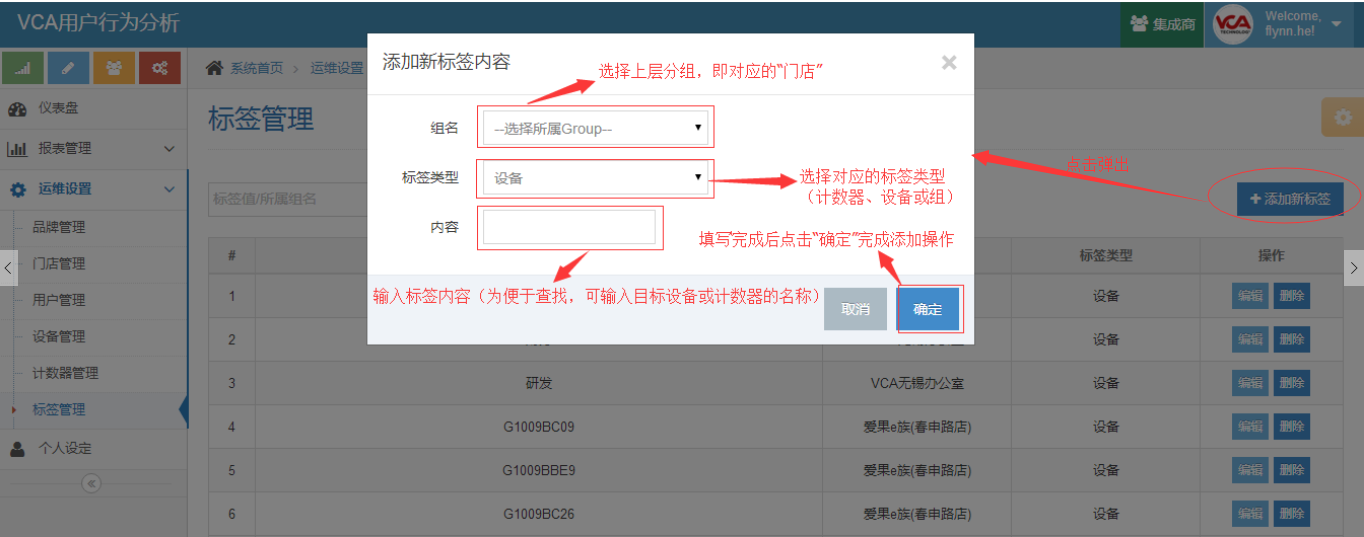 VCA用户行为分析
集成商
VCA
TECHNOLOGY
Welcome,
flynn.he!
系统首页 > 运维设置
仪表盘
报表管理
运维设置
品牌管理
门店管理
用户管理
设备管理
计数器管理
标签管理
个人设定
标签管理
标签值/所属组名
添加新标签
点击弹出
添加新标签内容
选择上层分组，即对应的“门店”
组名 --选择所属Group--
标签类型 设备
选择对应的标签类型
（计数器、设备或组）
内容
填写完成后点击“确定”完成添加操作
输入标签内容（为便于查找，可输入目标设备或计数器的名称）
取消 确定
# 标签类型 操作
1 设备 编辑 删除
2 设备 编辑 删除
3 研发 VCA无锡办公室 设备 编辑 删除
4 G1009BC09 爱果e族(春申路店) 设备 编辑 删除
5 G1009BBE9 爱果e族(春申路店) 设备 编辑 删除
6 G1009BC26 爱果e族(春申路店) 设备 编辑 删除